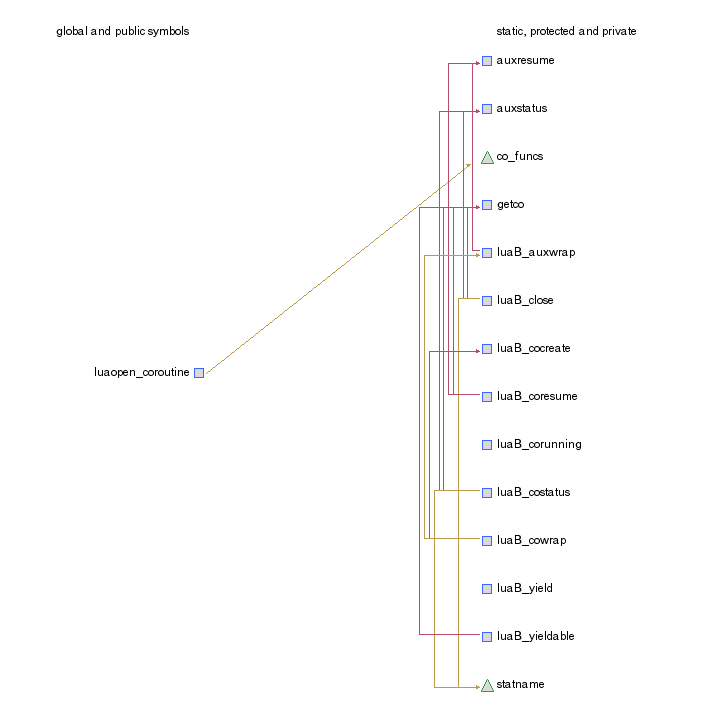 global and public symbols
static, protected and private
auxresume
auxstatus
co_funcs
getco
luaB_auxwrap
luaB_close
luaB_cocreate
luaopen_coroutine
luaB_coresume
luaB_corunning
luaB_costatus
luaB_cowrap
luaB_yield
luaB_yieldable
statname